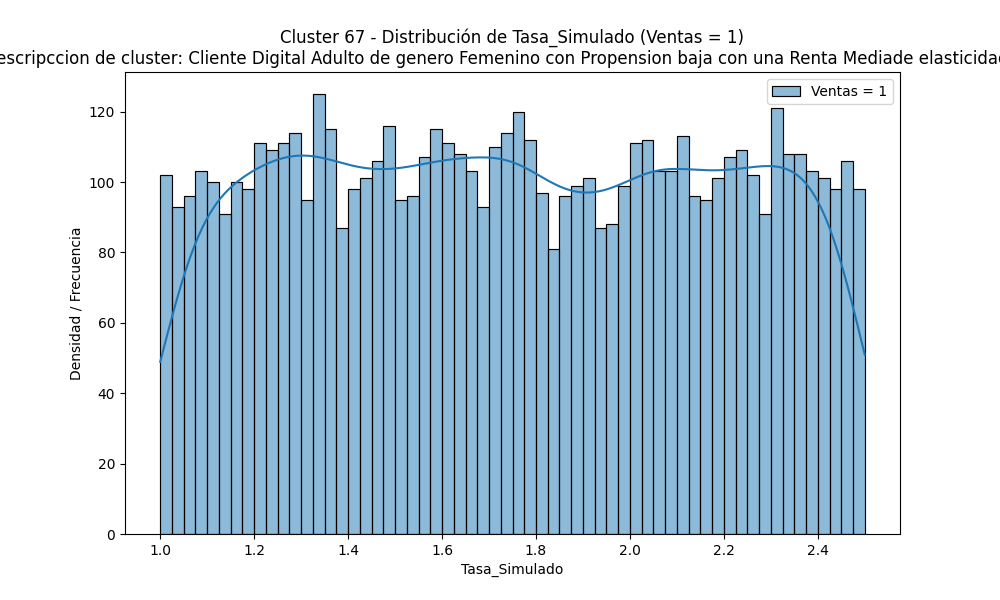 Cluster 67 - Distribución de Tasa_Simulado (Ventas = 1)
escripccion de cluster: Cliente Digital Adulto de genero Femenino con Propension baja con una Renta Mediade elasticidad
Ventas = 1
Densidad / Frecuencia
120
100
80
60
40
20
0
1.0 1.2 1.4 1.6 1.8 2.0 2.2 2.4
Tasa_Simulado